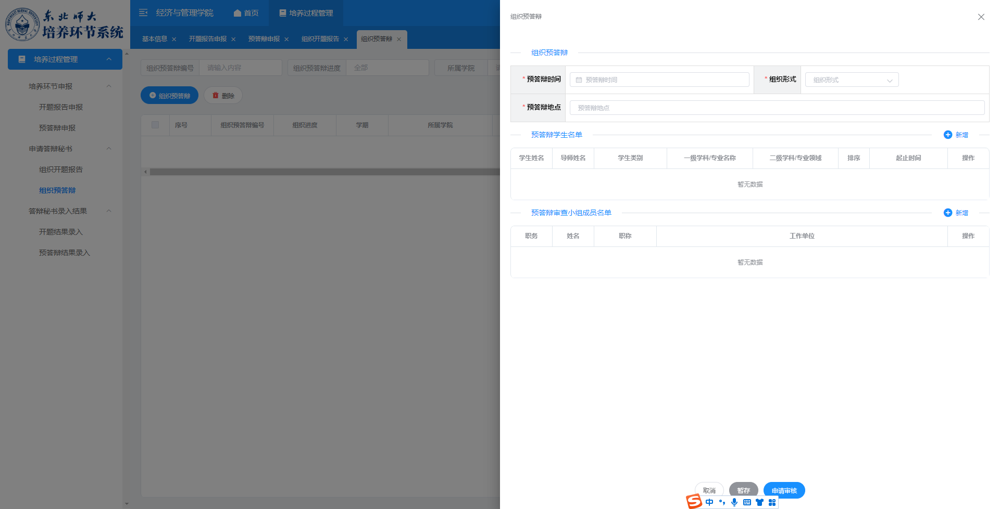 东北师大
培养环节系统
NORTHEAST NORMAL UNIVERSITY
经济与管理学院
首页
培养过程管理
基本信息
开题报告申报
预答辩申报
组织开题报告
组织预答辩
培养过程管理
培养环节申报
开题报告申报
预答辩申报
申请答辩秘书
组织开题报告
组织预答辩
答辩秘书录入结果
开题结果录入
预答辩结果录入
组织预答辩编号 请输入内容
组织预答辩进度 全部
所属学院
组织预答辩
删除
序号 组织预答辩编号 组织进度 学期 所属学院
组织预答辩
组织预答辩
* 预答辩时间 预答辩时间
* 组织形式 组织形式
* 预答辩地点 预答辩地点
预答辩学生名单 新增
学生姓名 导师姓名 学生类别 一级学科/专业名称 二级学科/专业领域 排序 起止时间 操作
暂无数据
预答辩审查小组成员名单 新增
职务 姓名 职称 工作单位 操作
暂无数据
取消 暂存 申请审核
中